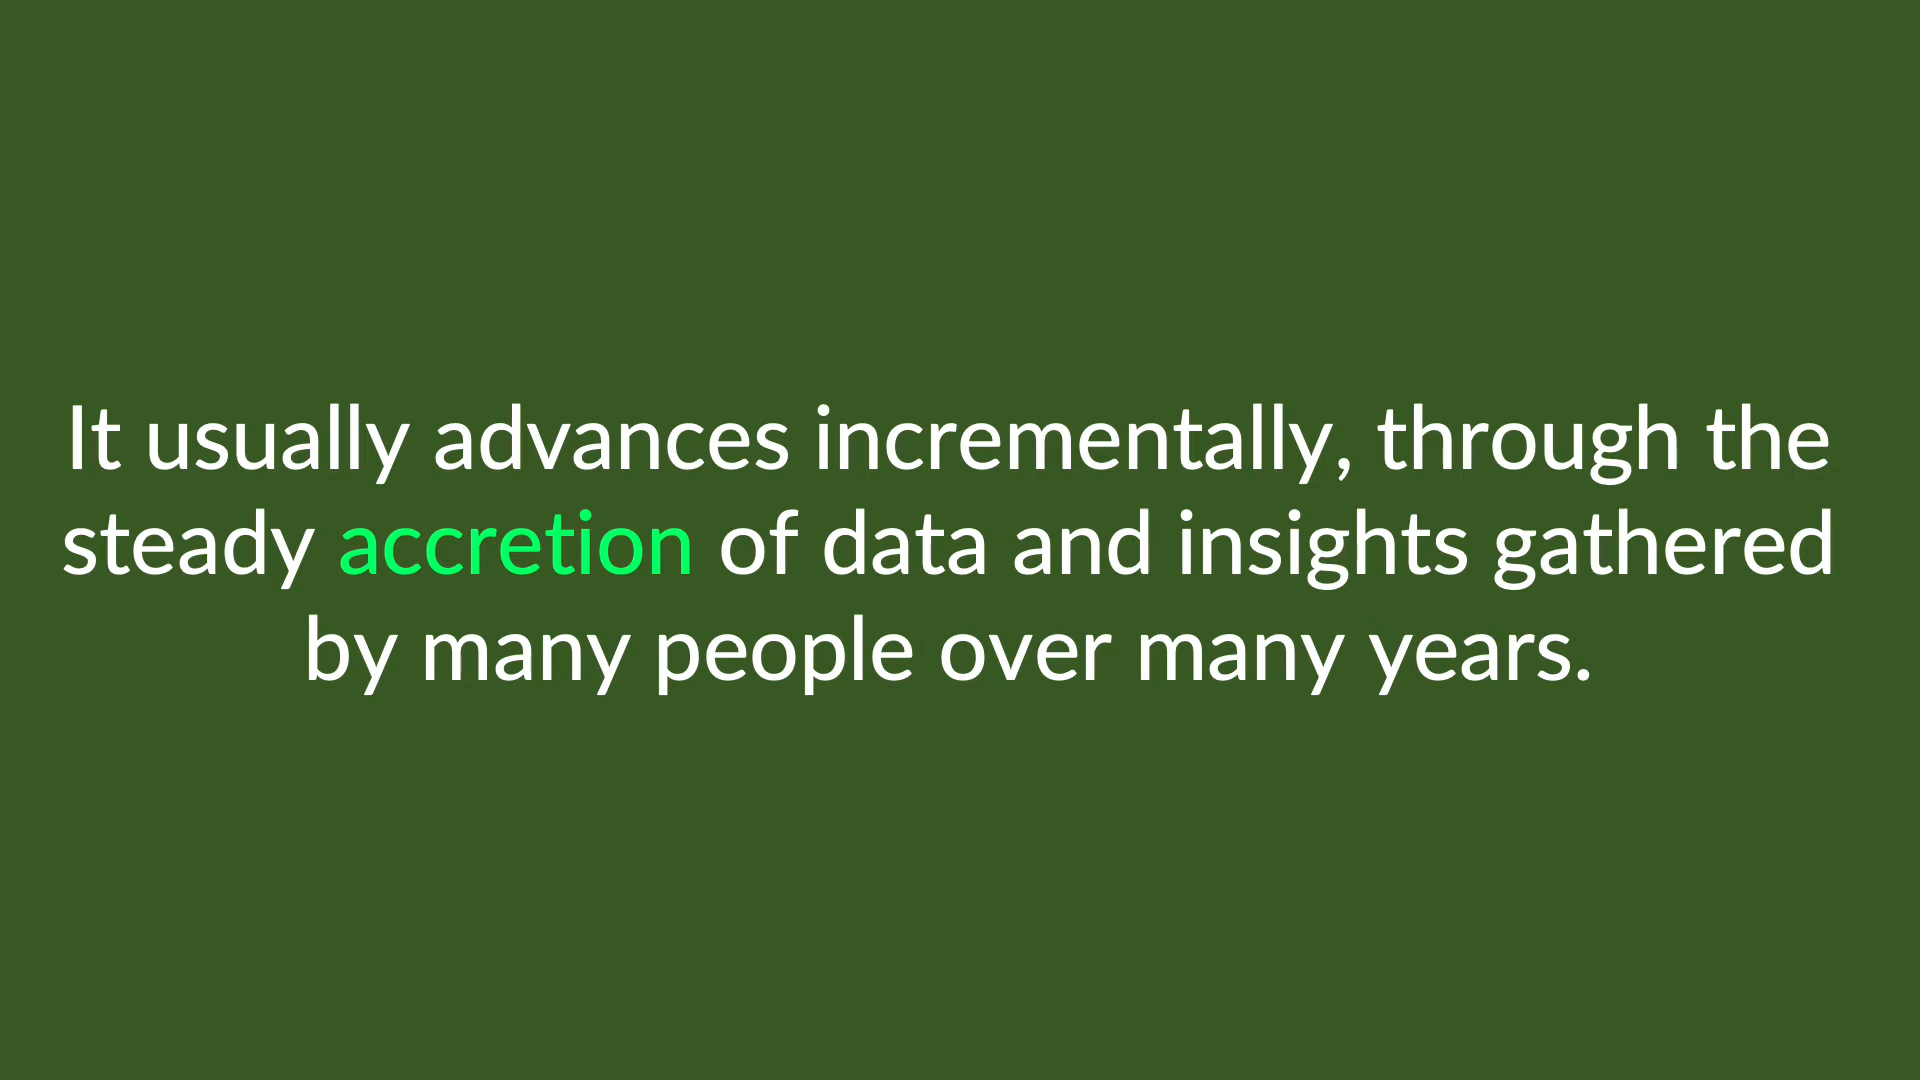 It usually advances incrementally, through the
steady accretion of data and insights gathered
by many people over many years.